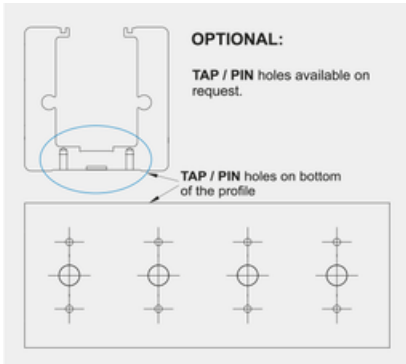 OPTIONAL:
TAP / PIN holes available on
request.
TAP / PIN holes on bottom
of the profile